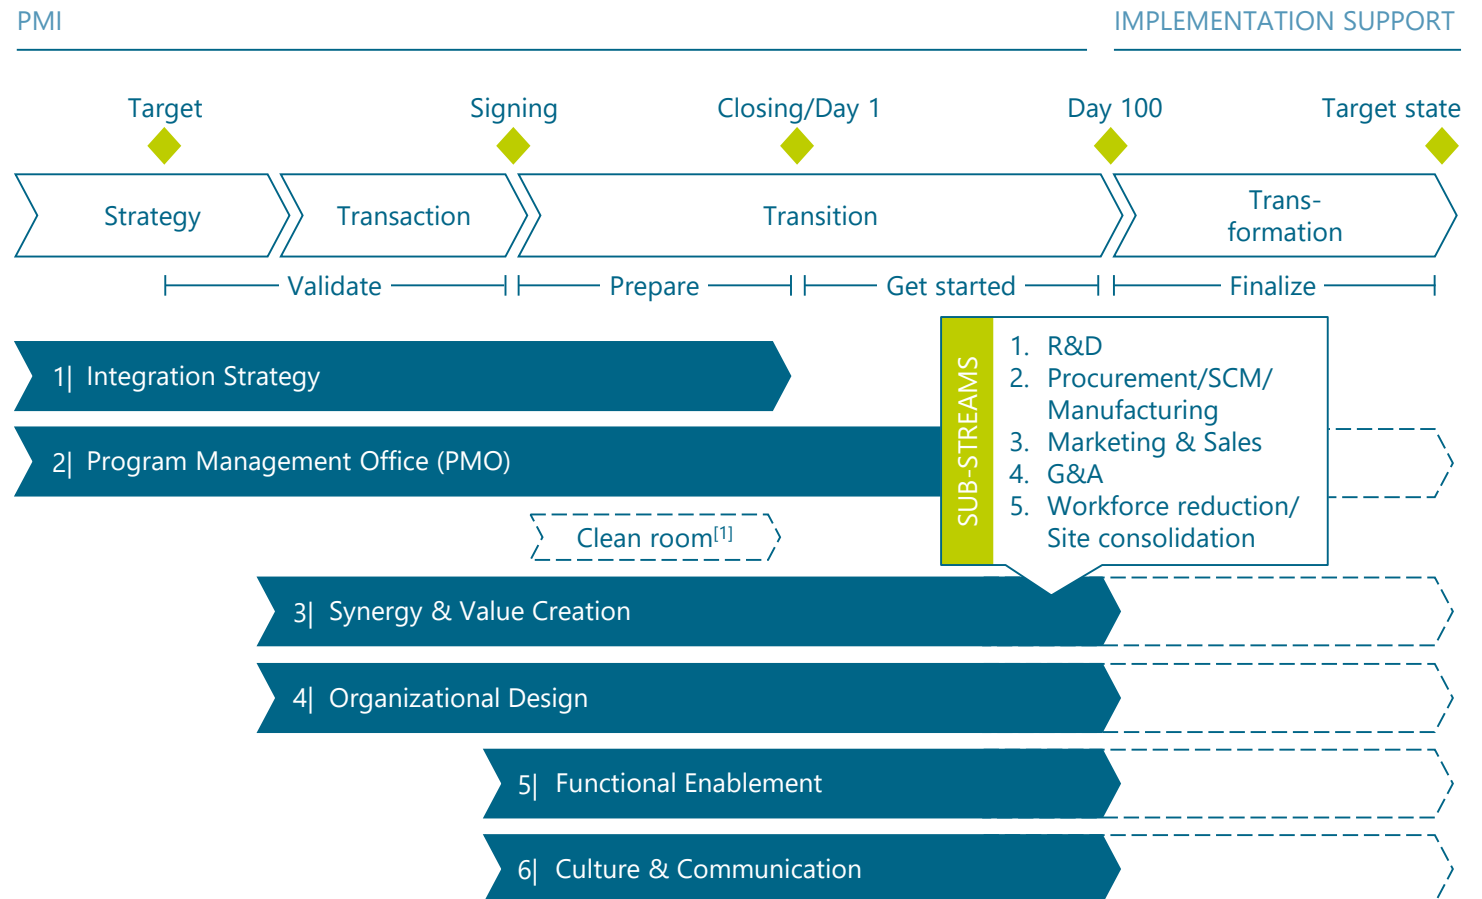 PMI
IMPLEMENTATION SUPPORT
Target
Signing
Closing/Day 1
Day 100
Target state
Strategy
Transaction
Transition
Trans-
formation
Validate
Prepare
Get started
Finalize
1| Integration Strategy
2| Program Management Office (PMO)
SUB-STREAMS
1. R&D
2. Procurement/SCM/
Manufacturing
3. Marketing & Sales
4. G&A
5. Workforce reduction/
Site consolidation
Clean room[1]
3| Synergy & Value Creation
4| Organizational Design
5| Functional Enablement
6| Culture & Communication